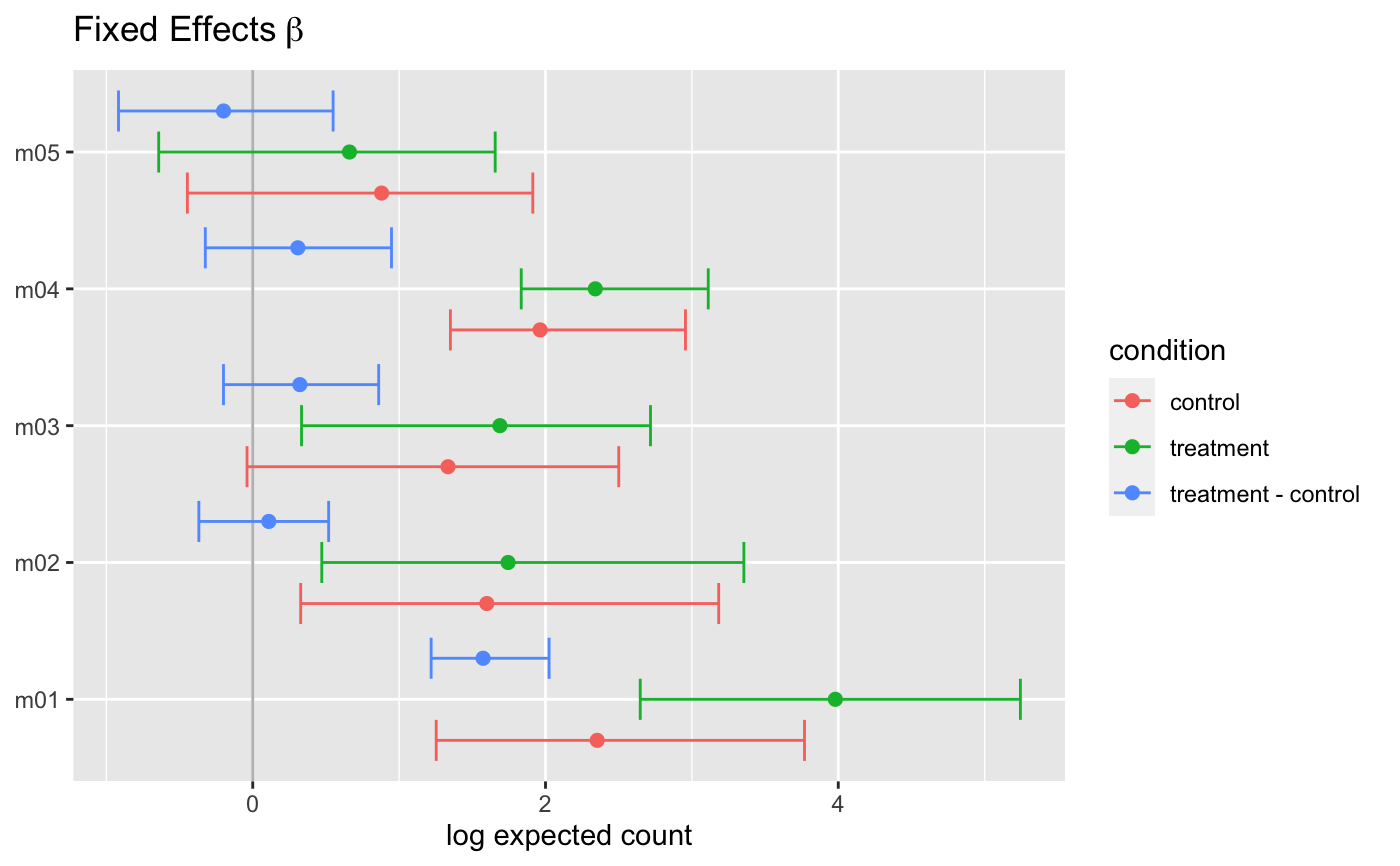 Fixed Effects β
m05
m04
m03
m02
m01
0 2 4
log expected count
condition
control
treatment
treatment - control